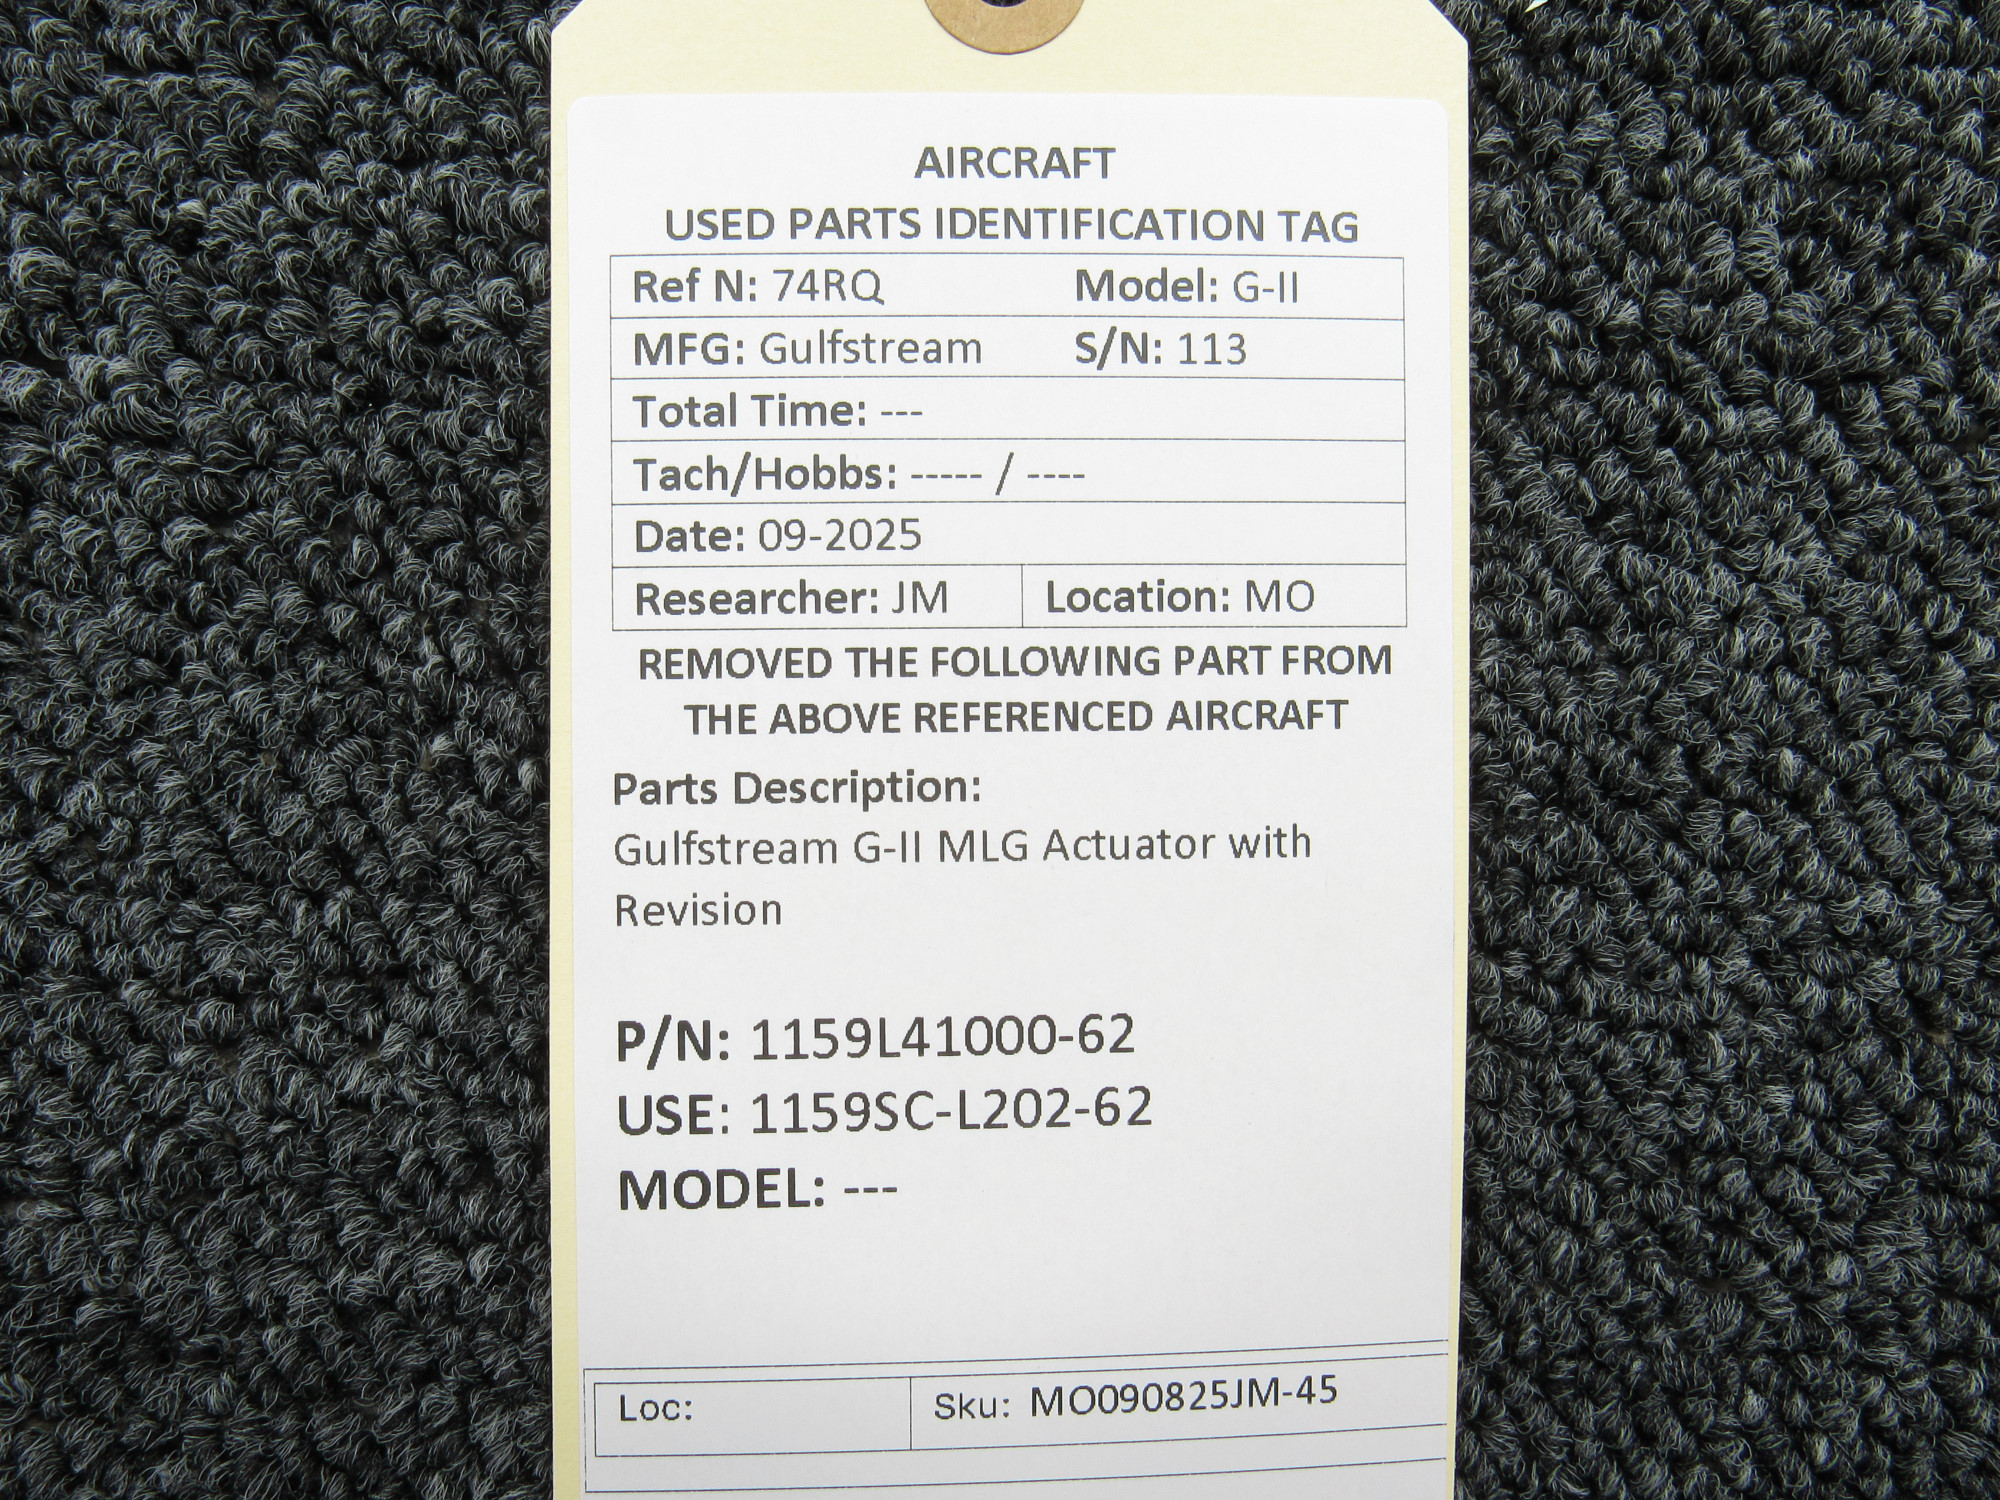 AIRCRAFT
USED PARTS IDENTIFICATION TAG
Ref N: 74RQ Model: G-II
MFG: Gulfstream S/N: 113
Total Time: ---
Tach/Hobbs: ----- / ----
Date: 09-2025
Researcher: JM Location: MO
REMOVED THE FOLLOWING PART FROM
THE ABOVE REFERENCED AIRCRAFT
Parts Description:
Gulfstream G-II MLG Actuator with
Revision
P/N: 1159L41000-62
USE: 1159SC-L202-62
MODEL: ---
Loc: Sku: MO090825JM-45